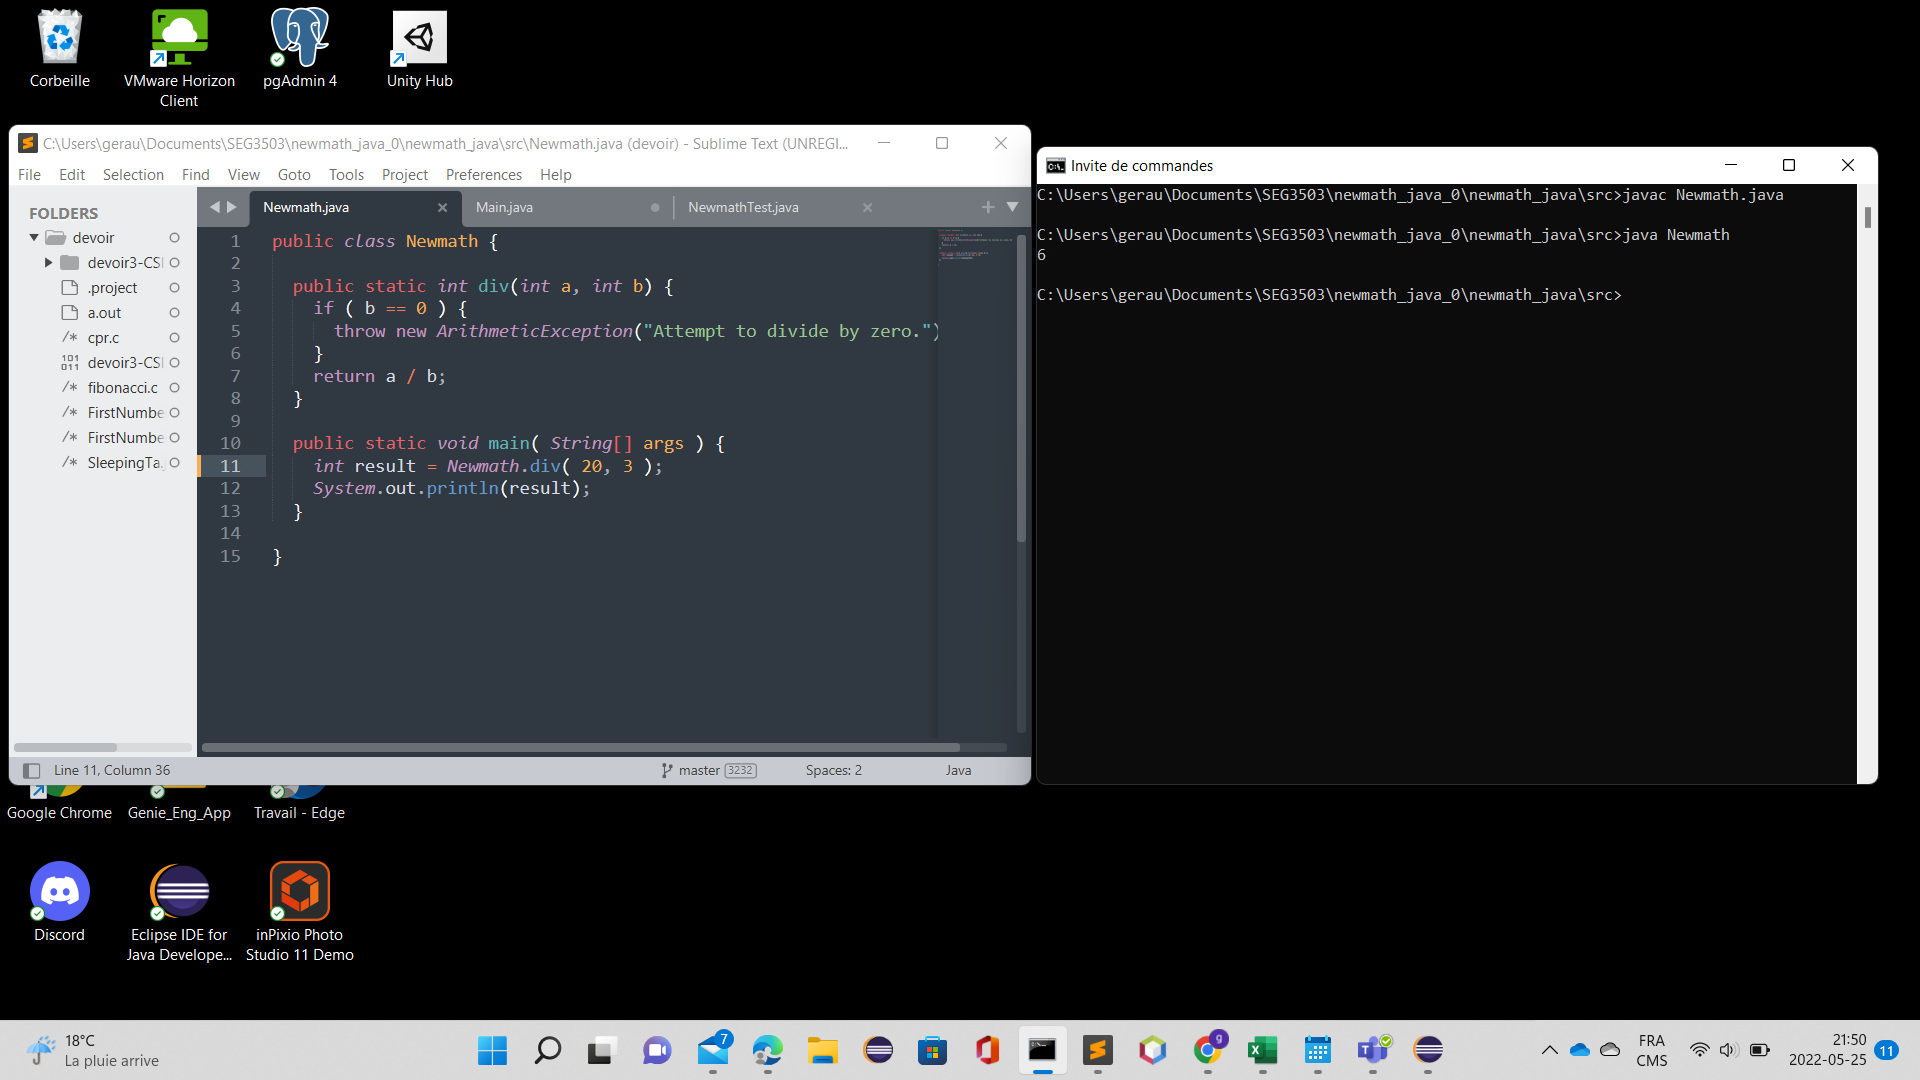 Corbeille
VMware Horizon
Client
pgAdmin 4
Unity Hub
C:\Users\gerau\Documents\SEG3503\newmath_java_0\newmath_java\src\Newmath.java (devoir) - Sublime Text (UNREGI...
File Edit Selection Find View Goto Tools Project Preferences Help
FOLDERS
devoir
devoir3-CSI
.project
a.out
cpr.c
devoir3-CSI
fibonacci.c
FirstNumbe
FirstNumbe
SleepingTa.
Newmath.java
Main.java
NewmathTest.java
1 public class Newmath {
2
3 public static int div(int a, int b) {
4 if ( b == 0 ) {
5 throw new ArithmeticException("Attempt to divide by zero.")
6 }
7 return a / b;
8 }
9
10 public static void main( String[] args ) {
11 int result = Newmath.div( 20, 3 );
12 System.out.println(result);
13 }
14
15 }
Line 11, Column 36
master 3232
Spaces: 2
Java
Invite de commandes
C:\Users\gerau\Documents\SEG3503\newmath_java_0\newmath_java\src>javac Newmath.java
C:\Users\gerau\Documents\SEG3503\newmath_java_0\newmath_java\src>java Newmath
6
C:\Users\gerau\Documents\SEG3503\newmath_java_0\newmath_java\src>
Google Chrome
Genie_Eng_App
Travail - Edge
Discord
Eclipse IDE for
Java Develope...
inPixio Photo
Studio 11 Demo
18°C
La pluie arrive
7
g
FRA
CMS
21:50
2022-05-25
11